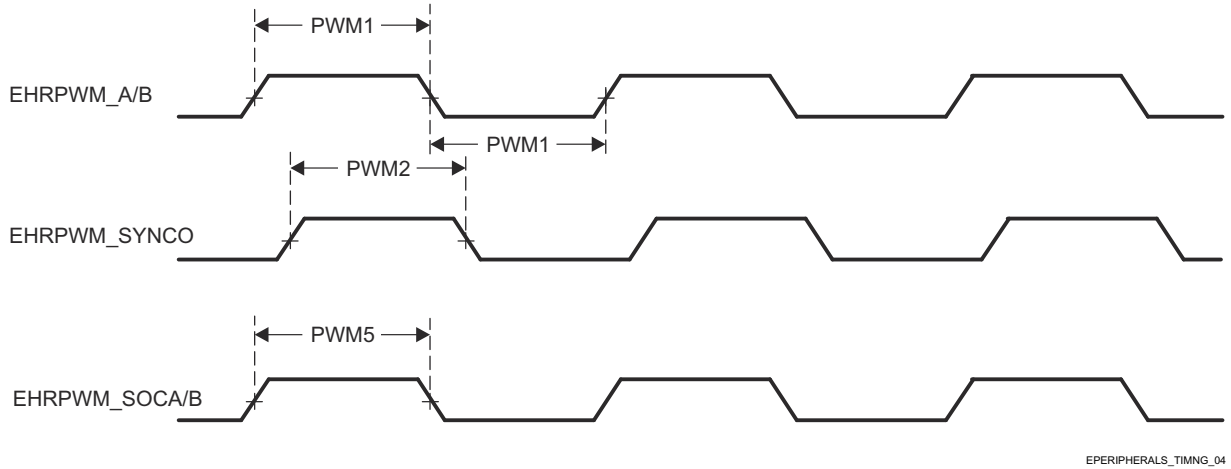 PWM1
EHRPWM_A/B
PWM1
PWM2
EHRPWM_SYNCO
PWM5
EHRPWM_SOCA/B
EPERIPHERALS_TIMNG_04